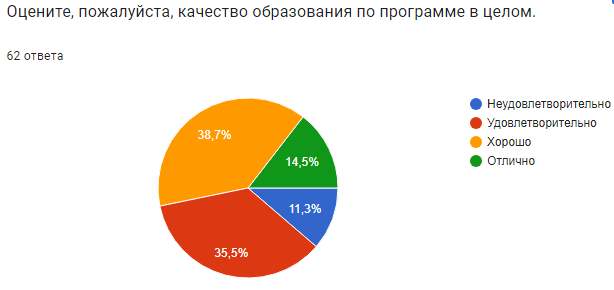 Оцените, пожалуйста, качество образования по программе в целом.
62 ответа
Неудовлетворительно
Удовлетворительно
Хорошо
Отлично
38,7%
14,5%
11,3%
35,5%